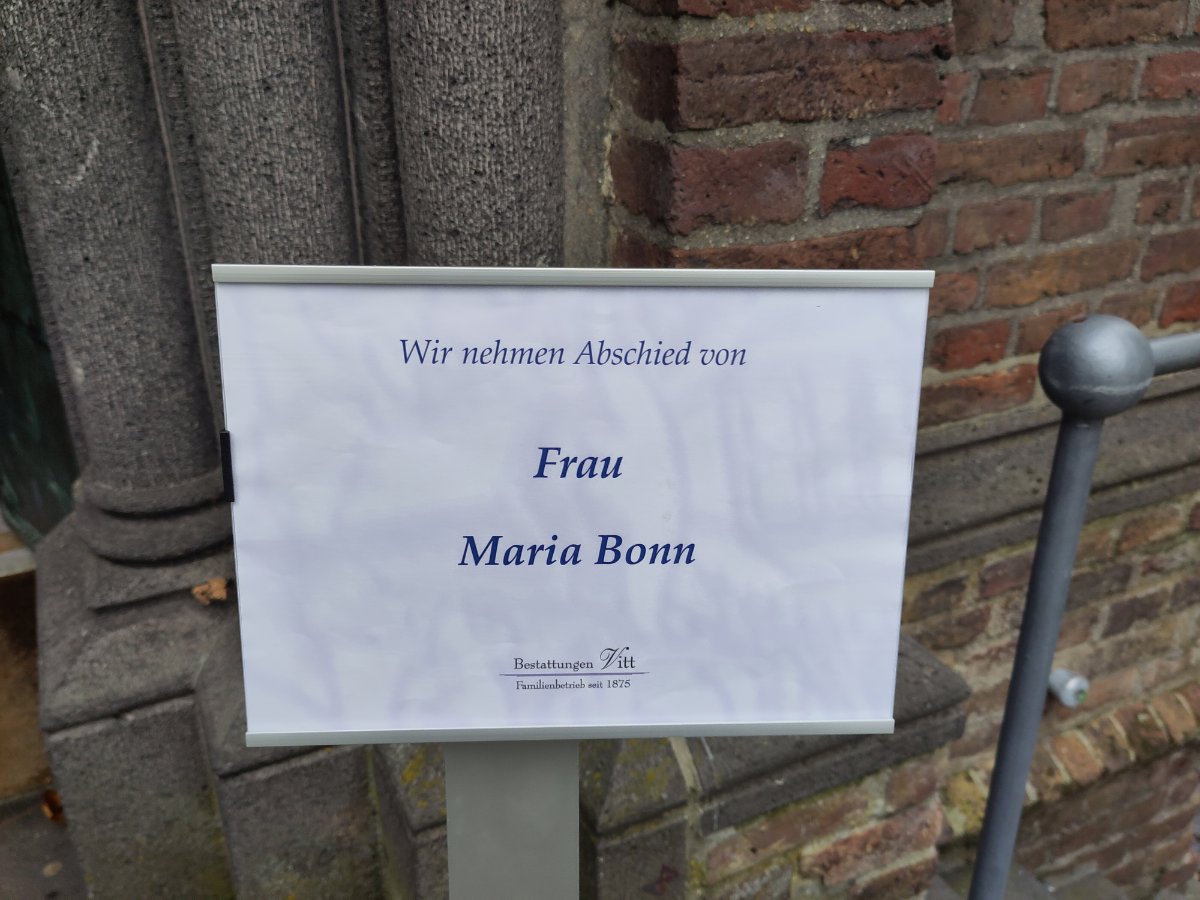 Wir nehmen Abschied von
Frau
Maria Bonn
Bestattungen Vitt
Familienbetrieb seit 1875